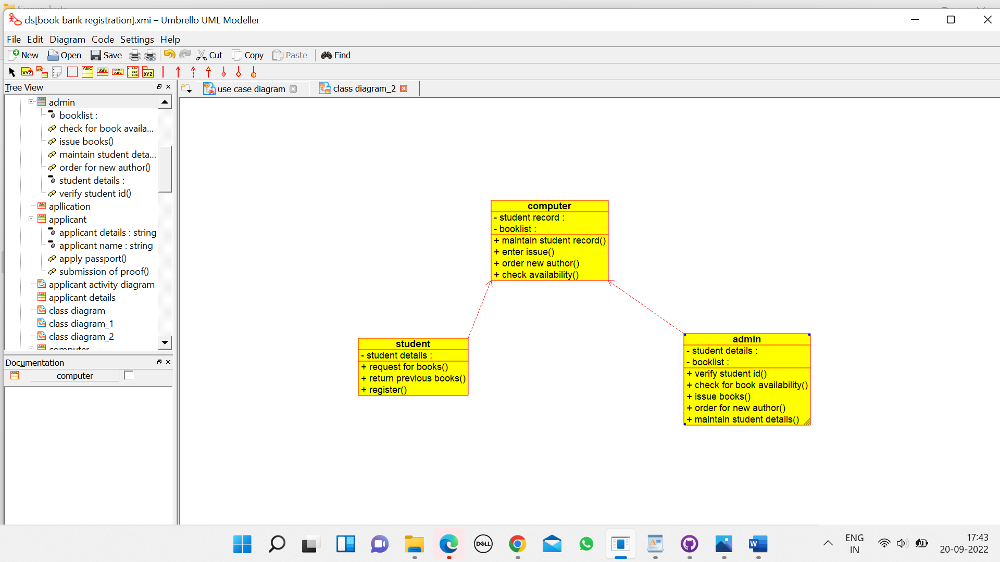 Screenshots
cls[book bank registration].xmi – Umbrello UML Modeller
File Edit Diagram Code Settings Help
New Open Save Cut Copy Paste Find
Tree View
use case diagram
class diagram_2
admin
booklist :
check for book availa...
issue books()
maintain student deta...
order for new author()
student details :
verify student id()
apllication
applicant
applicant details : string
applicant name : string
apply passport()
submission of proof()
applicant activity diagram
applicant details
class diagram
class diagram_1
class diagram_2
computer
Documentation
computer
computer
- student record :
- booklist :
+ maintain student record()
+ enter issue()
+ order new author()
+ check availability()
student
- student details :
+ request for books()
+ return previous books()
+ register()
admin
- student details :
- booklist :
+ verify student id()
+ check for book availability()
+ issue books()
+ order for new author()
+ maintain student details()
DELL
ENG
IN
17:43
20-09-2022